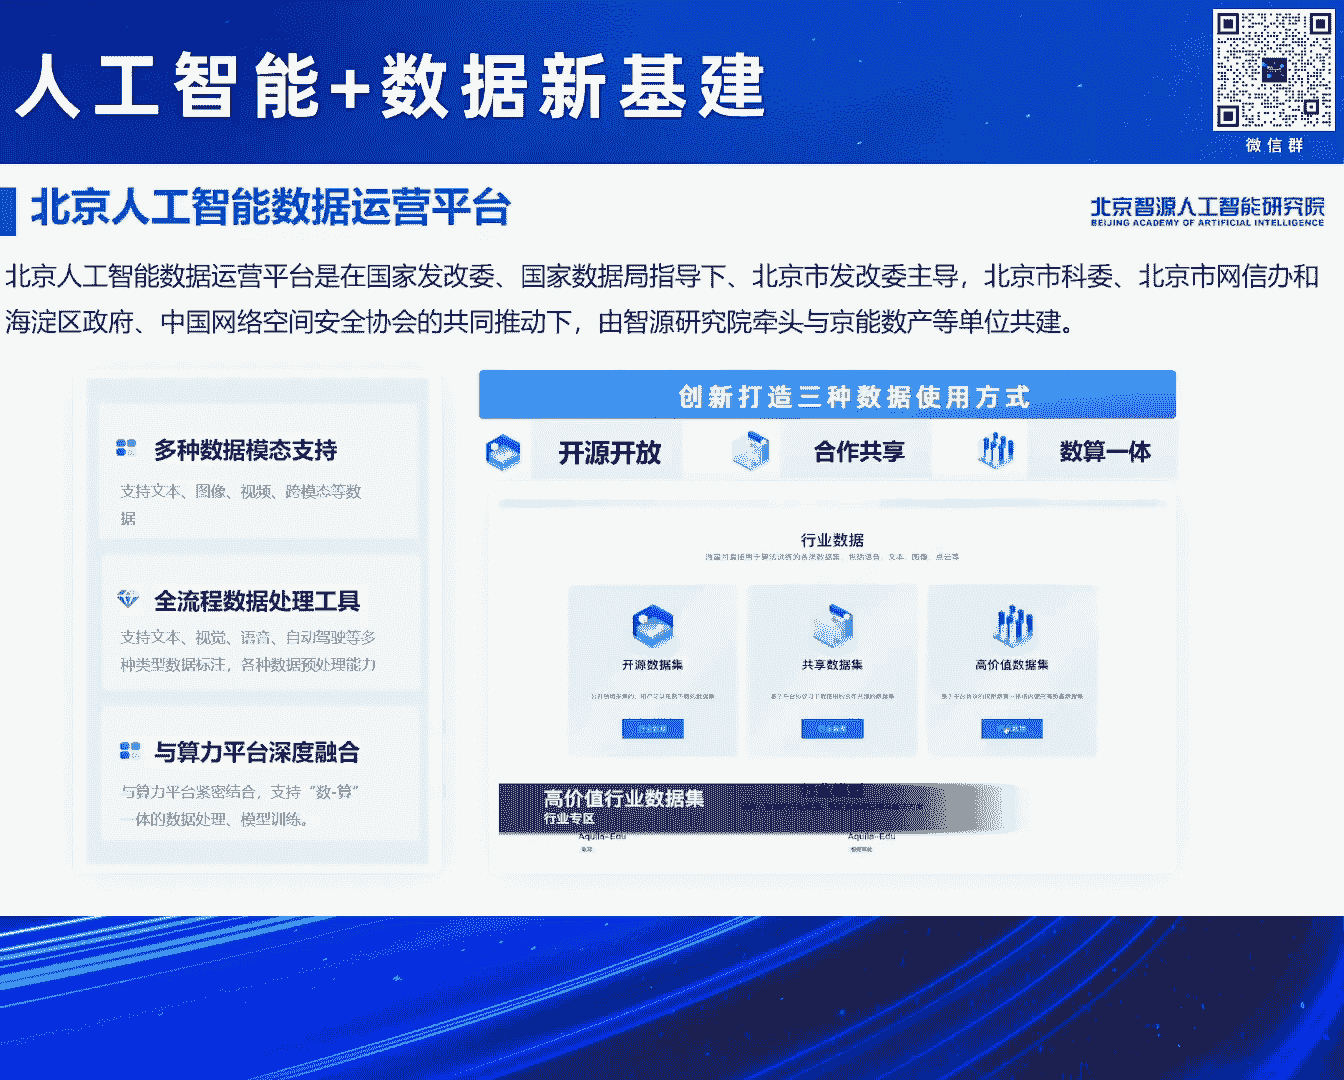 人工智能+数据新基建
微信群
北京人工智能数据运营平台
北京智源人工智能研究院
BEIJING ACADEMY OF ARTIFICIAL INTELLIGENCE
北京人工智能数据运营平台是在国家发改委、国家数据局指导下、北京市发改委主导，北京市科委、北京市网信办和
海淀区政府、中国网络空间安全协会的共同推动下，由智源研究院牵头与京能数产等单位共建。
多种数据模态支持
支持文本、图像、视频、跨模态等数
据
全流程数据处理工具
支持文本、视觉、语音、自动驾驶等多
种类型数据标注，各种数据预处理能力
与算力平台深度融合
与算力平台紧密结合，支持“数-算”
一体的数据处理、模型训练。
创新打造三种数据使用方式
开源开放
合作共享
数算一体
行业数据
开源数据集
共享数据集
高价值数据集
高价值行业数据集
行业专区
Aquila-Edu
Aquila-Edu